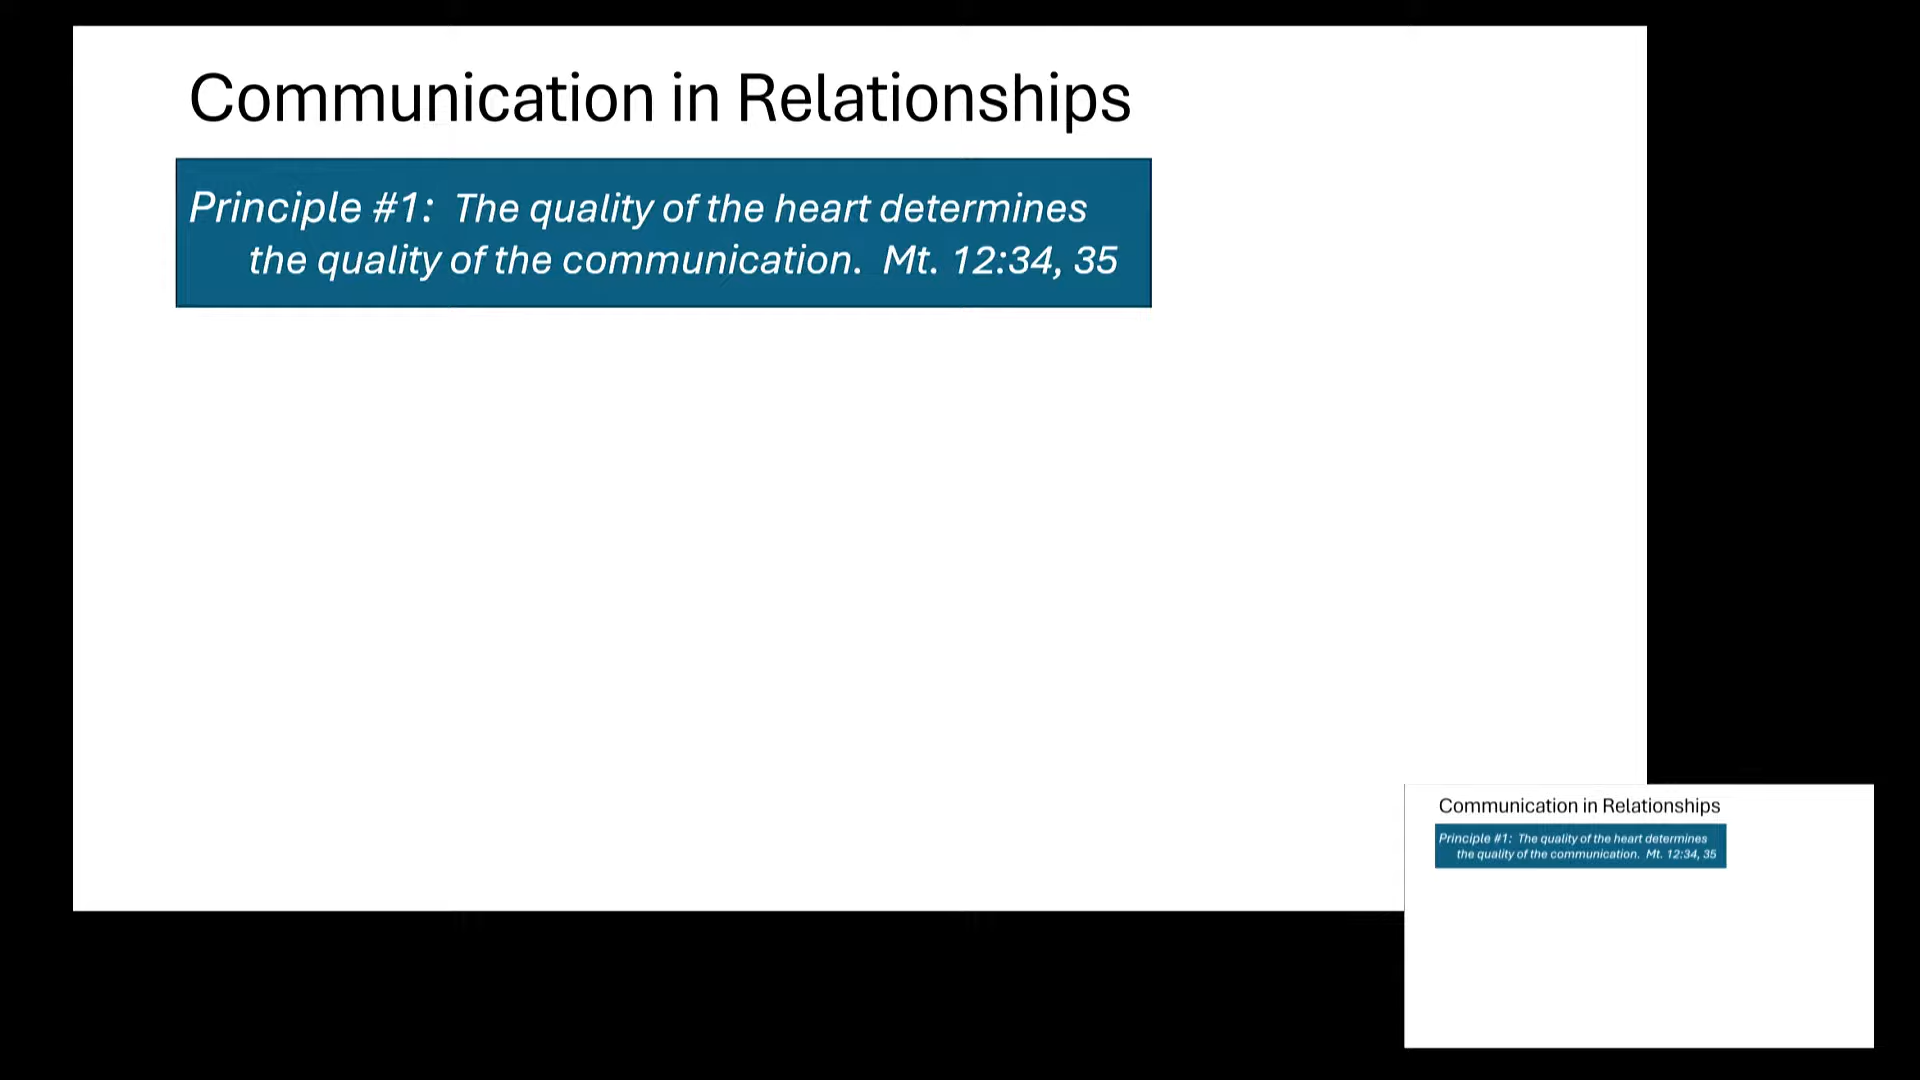 Communication in Relationships
Principle #1: The quality of the heart determines
the quality of the communication. Mt. 12:34, 35
Communication in Relationships
Principle #1: The quality of the heart determines
the quality of the communication. Mt. 12:34, 35